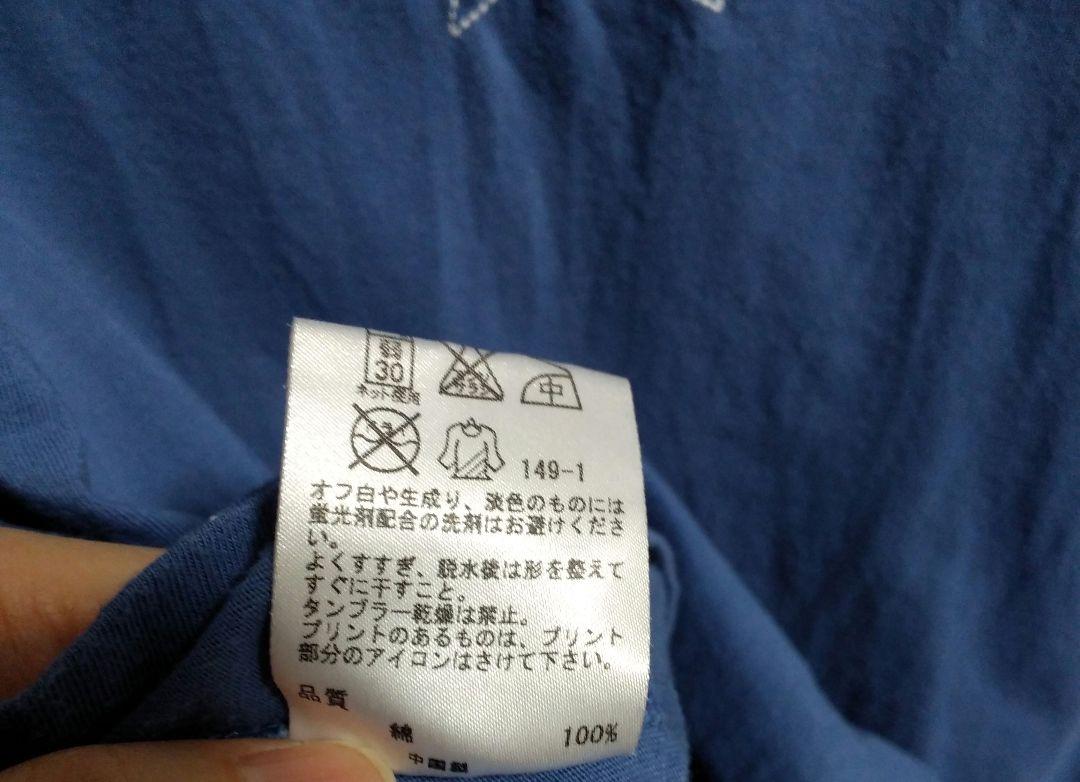 30
ネット使用
中
149-1
オフ白や生成り、淡色のものには
蛍光剤配合の洗剤はお避けくださ
い。
よくすすぎ、脱水後は形を整えて
すぐに干すこと。
タンブラー乾燥は禁止。
プリントのあるものは、プリント
部分のアイロンはさけて下さい。
品質
綿 100%
中国製